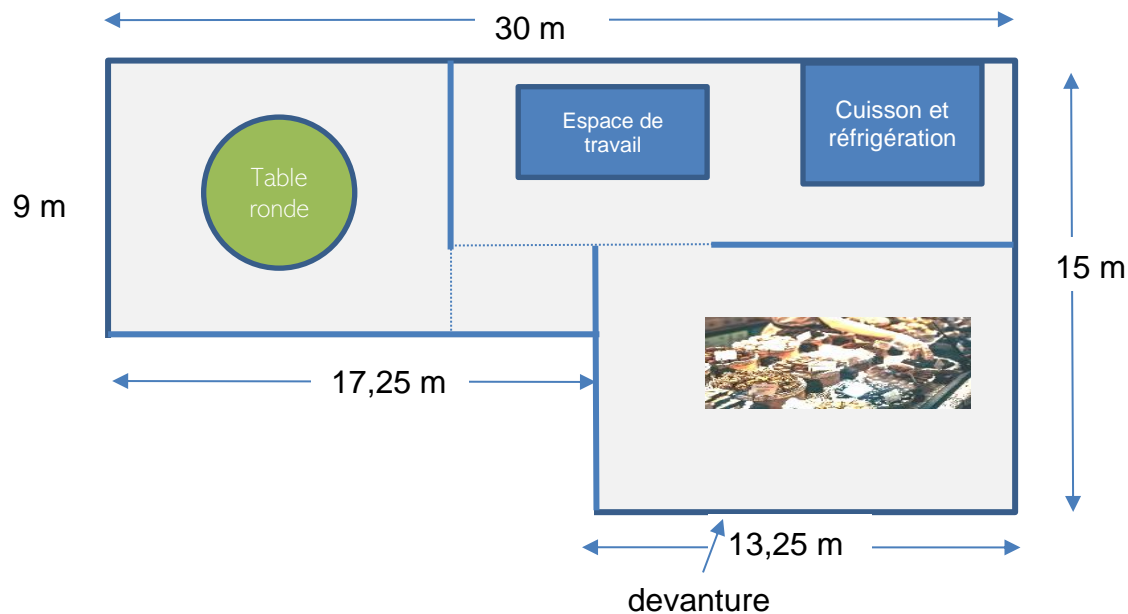 30 m
Espace de
travail
Cuisson et
réfrigération
Table
ronde
9 m
15 m
17,25 m
13,25 m
devanture